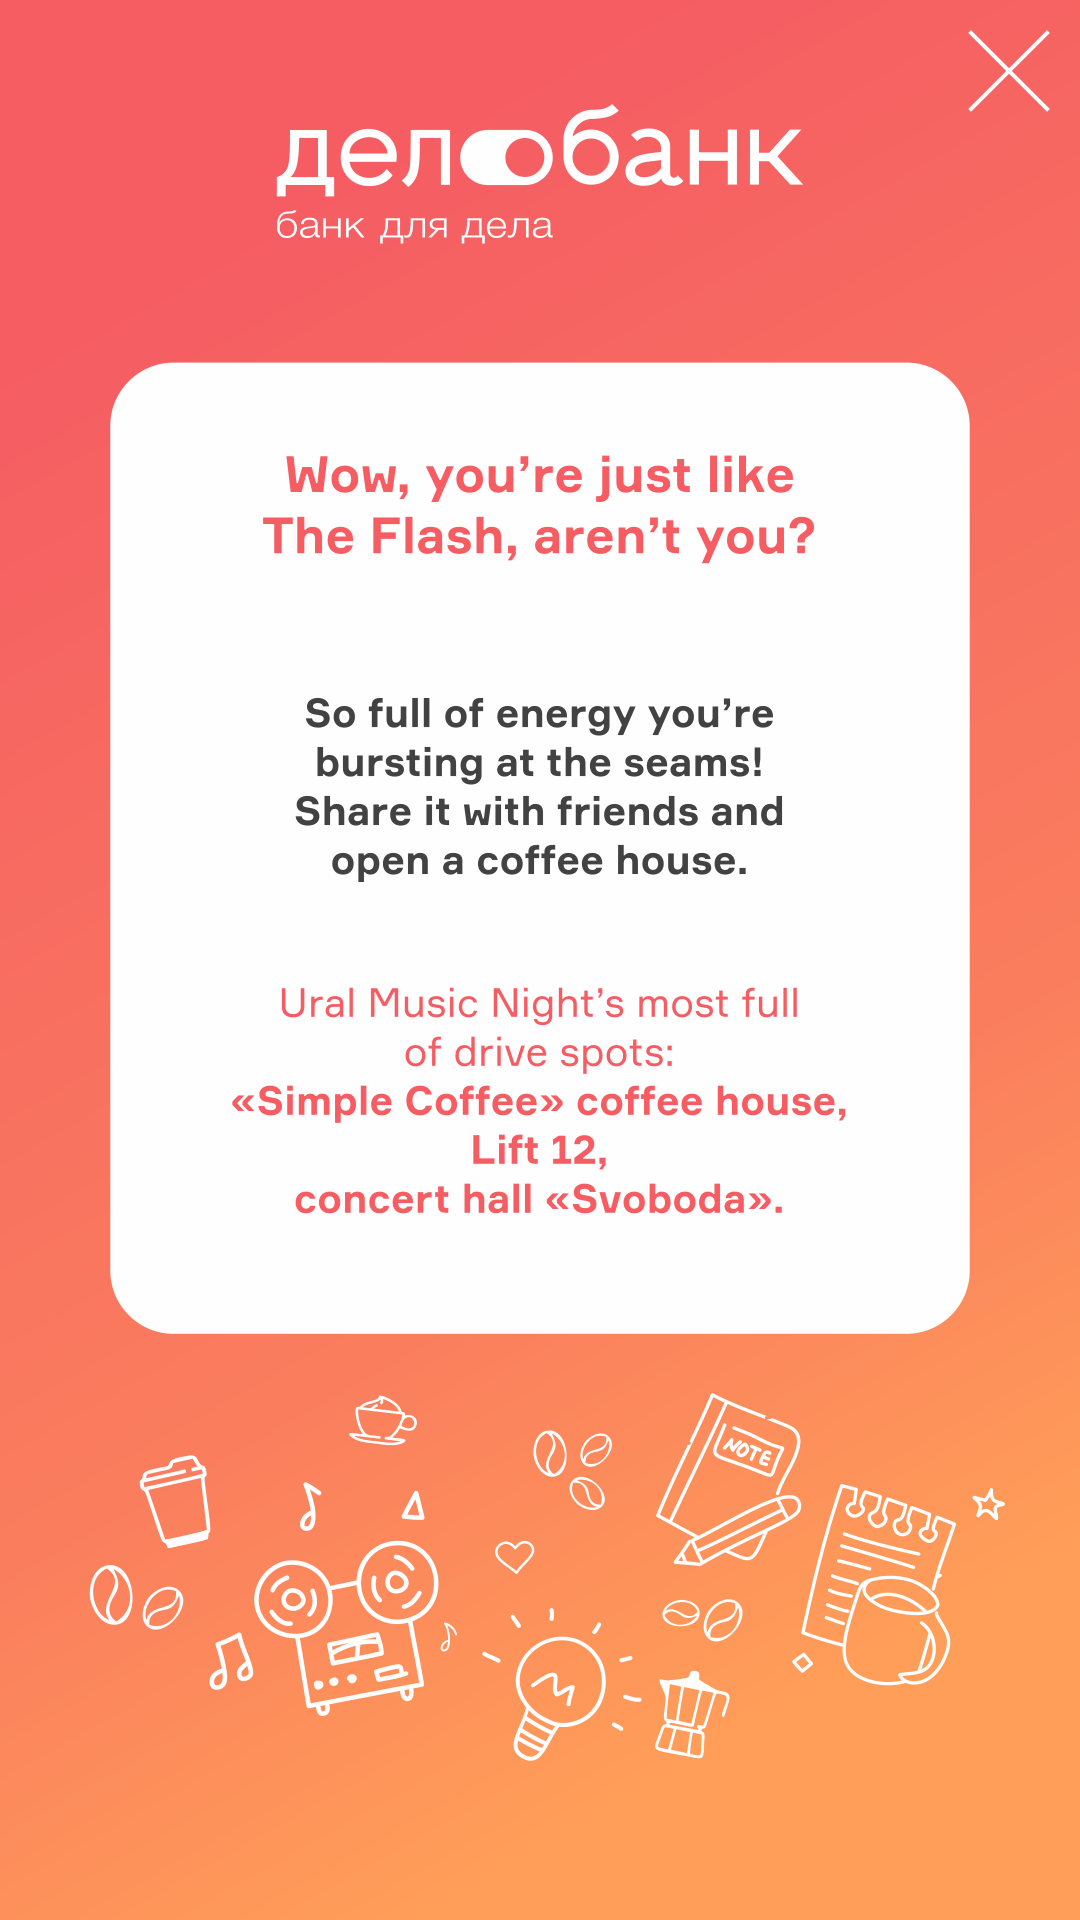 делобанк
банк для дела
Wow, you’re just like
The Flash, aren’t you?
So full of energy you’re
bursting at the seams!
Share it with friends and
open a coffee house.
Ural Music Night’s most full
of drive spots:
«Simple Coffee» coffee house,
Lift 12,
concert hall «Svoboda».
NOTE